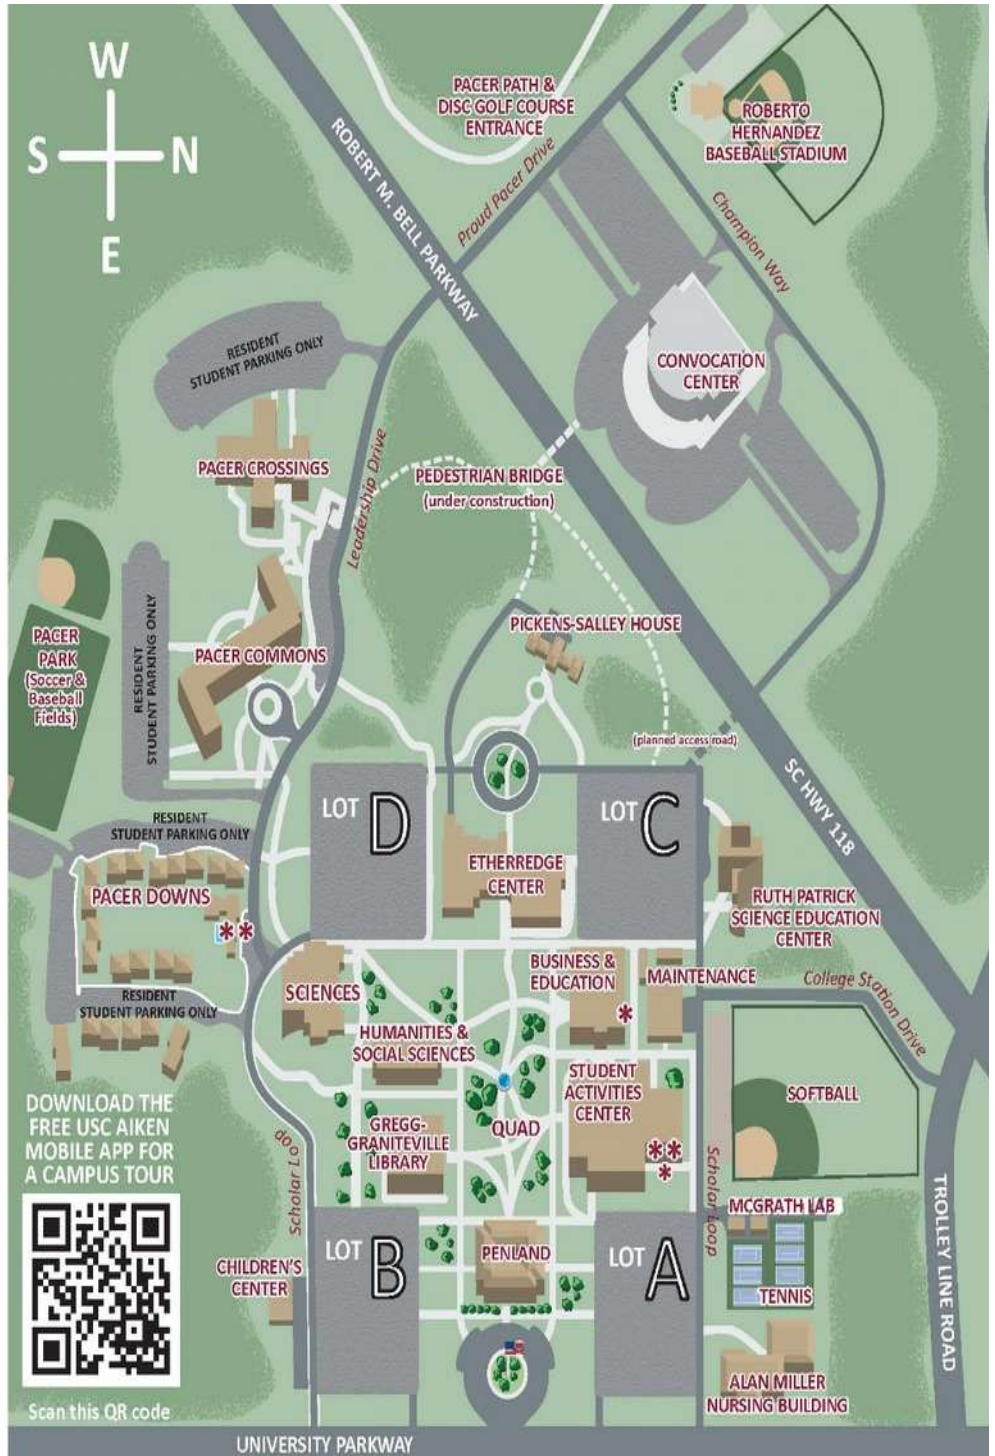 W
S
N
E
PACER PATH &
DISC GOLF COURSE
ENTRANCE
ROBERTO
HERNANDEZ
BASEBALL STADIUM
ROBERT M. BELL PARKWAY
Proud Pacer Drive
Champion Way
RESIDENT
STUDENT PARKING ONLY
CONVOCATION
CENTER
PACER CROSSINGS
Leadership Drive
PEDESTRIAN BRIDGE
(under construction)
PICKENS-SALLEY HOUSE
PACER
PARK
(Soccer &
Baseball
Fields)
RESIDENT
STUDENT PARKING ONLY
PACER COMMONS
(planned access road)
SC HWY 118
LOT D
LOT C
RESIDENT
STUDENT PARKING ONLY
ETHERREDGE
CENTER
PACER DOWNS
**
RUTH PATRICK
SCIENCE EDUCATION
CENTER
RESIDENT
STUDENT PARKING ONLY
SCIENCES
BUSINESS &
EDUCATION
*
MAINTENANCE
College Station Drive
HUMANITIES &
SOCIAL SCIENCES
STUDENT
ACTIVITIES
CENTER
**
*
SOFTBALL
DOWNLOAD THE
FREE USC AIKEN
MOBILE APP FOR
A CAMPUS TOUR
GREGG-
GRANITEVILLE
LIBRARY
QUAD
Scholar Loop
Scholar Loop
MCGRATH LAB
TROLLEY LINE ROAD
LOT B
PENLAND
LOT A
CHILDREN'S
CENTER
TENNIS
ALAN MILLER
NURSING BUILDING
Scan this QR code
UNIVERSITY PARKWAY